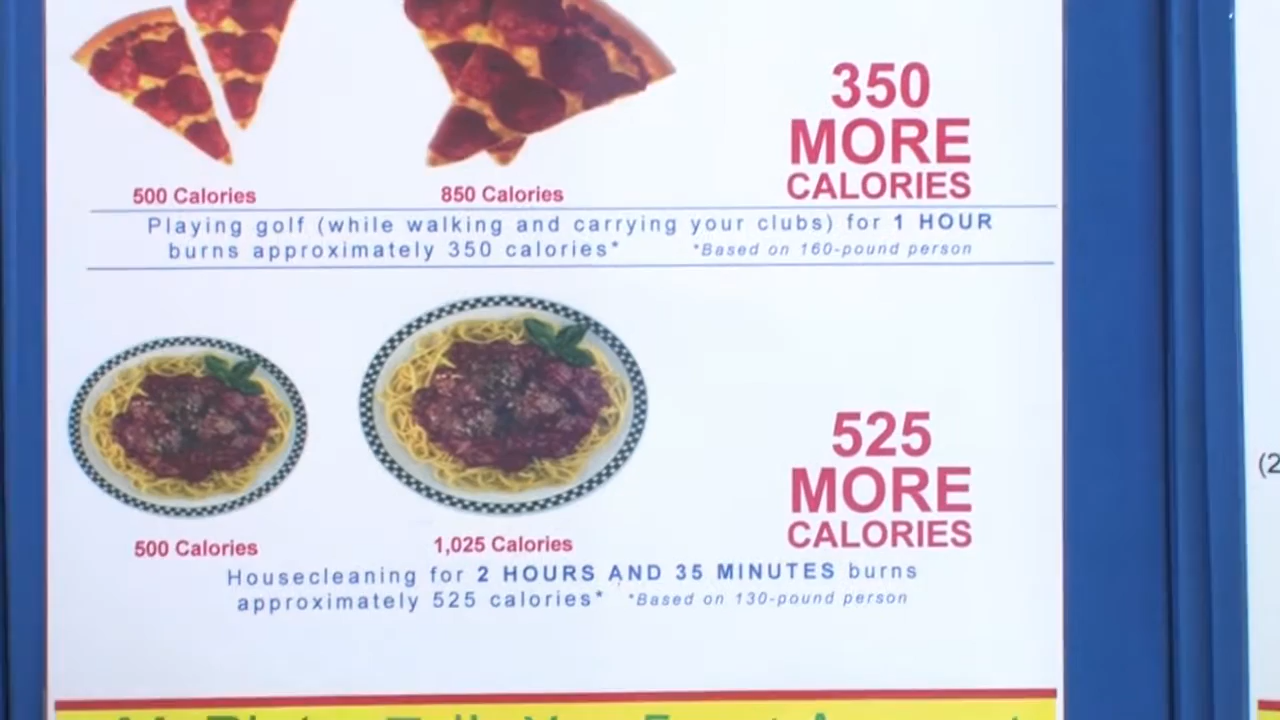 350
MORE
CALORIES
500 Calories
850 Calories
Playing golf (while walking and carrying your clubs) for 1 HOUR
burns approximately 350 calories* *Based on 160-pound person
525
MORE
CALORIES
500 Calories
1,025 Calories
Housecleaning for 2 HOURS AND 35 MINUTES burns
approximately 525 calories* *Based on 130-pound person
(2